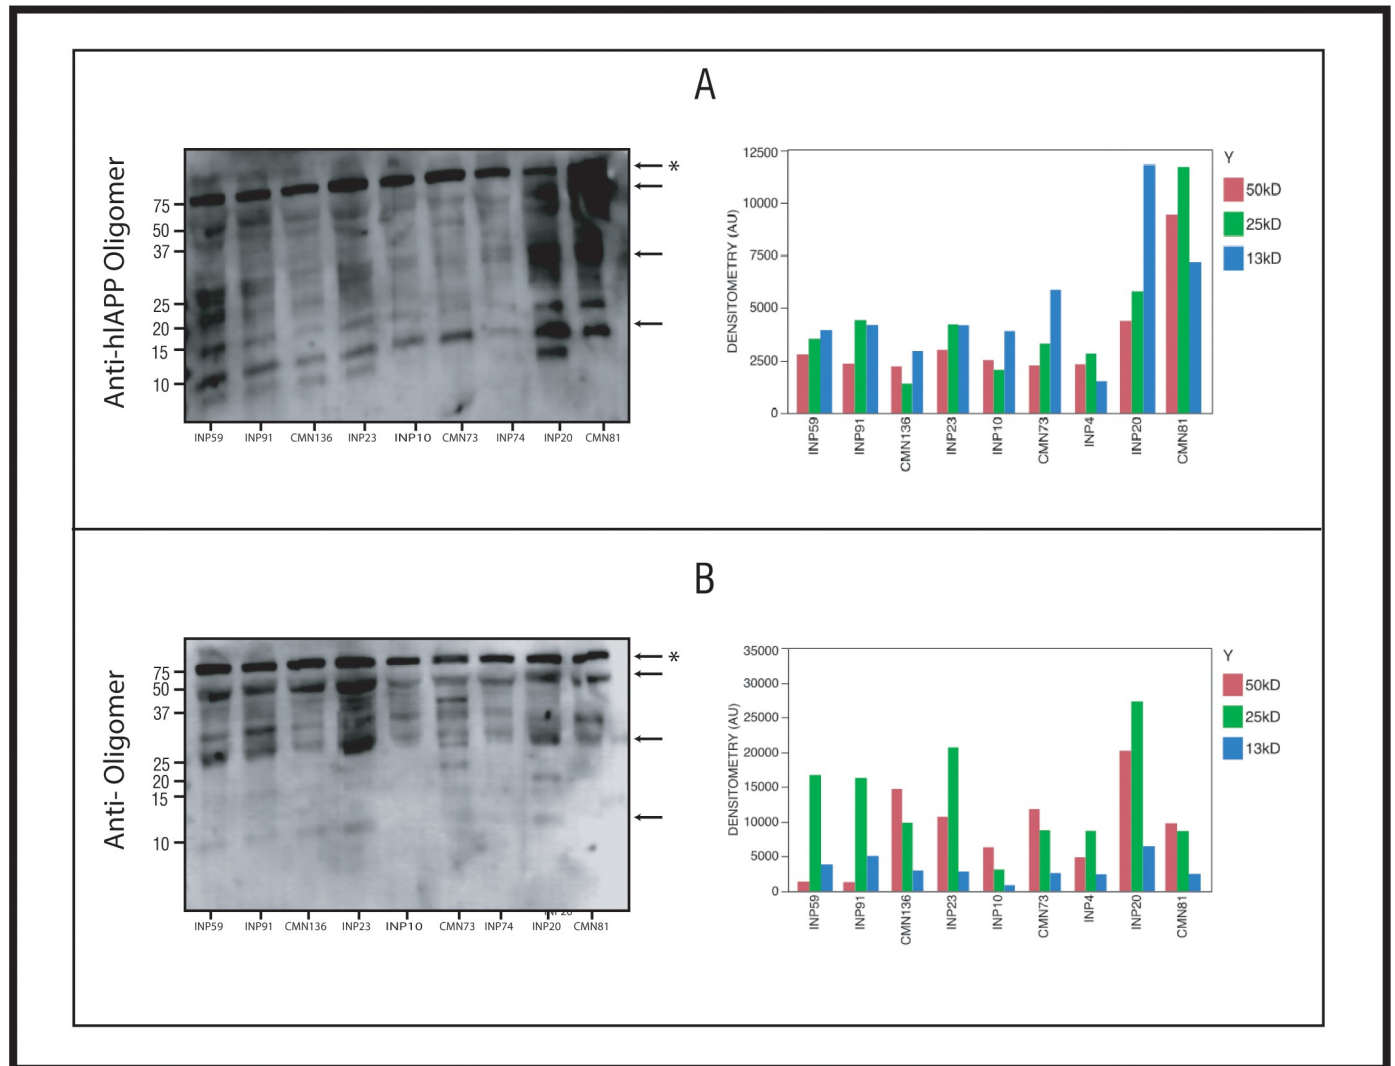 A
Anti-hIAPP Oligomer
75
50
37
25
20
15
10
*
INP59 INP91 CMN136 INP23 INP10 CMN73 INP74 INP20 CMN81
DENSITOMETRY (AU)
12500
10000
7500
5000
2500
0
INP59 INP91 CMN136 INP23 INP10 CMN73 INP4 INP20 CMN81
Y
50kD
25kD
13kD
B
Anti- Oligomer
75
50
37
25
20
15
10
*
INP59 INP91 CMN136 INP23 INP10 CMN73 INP74 INP20 CMN81
DENSITOMETRY (AU)
35000
30000
25000
20000
15000
10000
5000
0
INP59 INP91 CMN136 INP23 INP10 CMN73 INP4 INP20 CMN81
Y
50kD
25kD
13kD